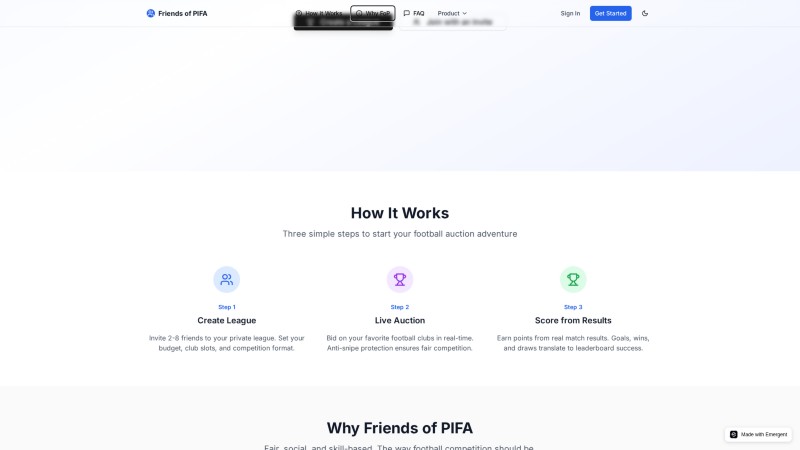 Friends of PIFA
How It Works
Why FoP
FAQ
Product
Sign In
Get Started
Join with an Invite
How It Works
Three simple steps to start your football auction adventure
Step 1
Create League
Invite 2-8 friends to your private league. Set your
budget, club slots, and competition format.
Step 2
Live Auction
Bid on your favorite football clubs in real-time.
Anti-snipe protection ensures fair competition.
Step 3
Score from Results
Earn points from real match results. Goals, wins,
and draws translate to leaderboard success.
Why Friends of PIFA
Fair, social, and skill-based. The way football competition should be.
Made with Emergent